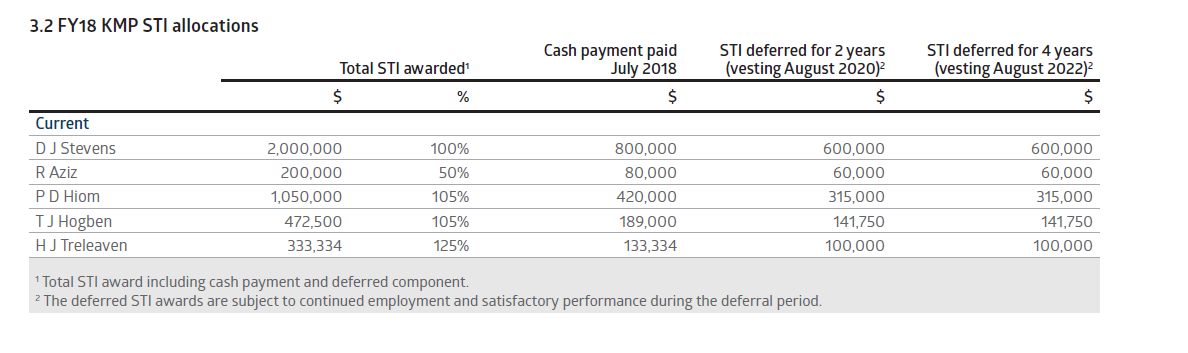 3.2 FY18 KMP STI allocations
Total STI awarded¹ Cash payment paid July 2018 STI deferred for 2 years (vesting August 2020)² STI deferred for 4 years (vesting August 2022)²
$ % $ $ $
Current
D J Stevens 2,000,000 100% 800,000 600,000 600,000
R Aziz 200,000 50% 80,000 60,000 60,000
P D Hiom 1,050,000 105% 420,000 315,000 315,000
T J Hogben 472,500 105% 189,000 141,750 141,750
H J Treleaven 333,334 125% 133,334 100,000 100,000
¹ Total STI award including cash payment and deferred component.
² The deferred STI awards are subject to continued employment and satisfactory performance during the deferral period.